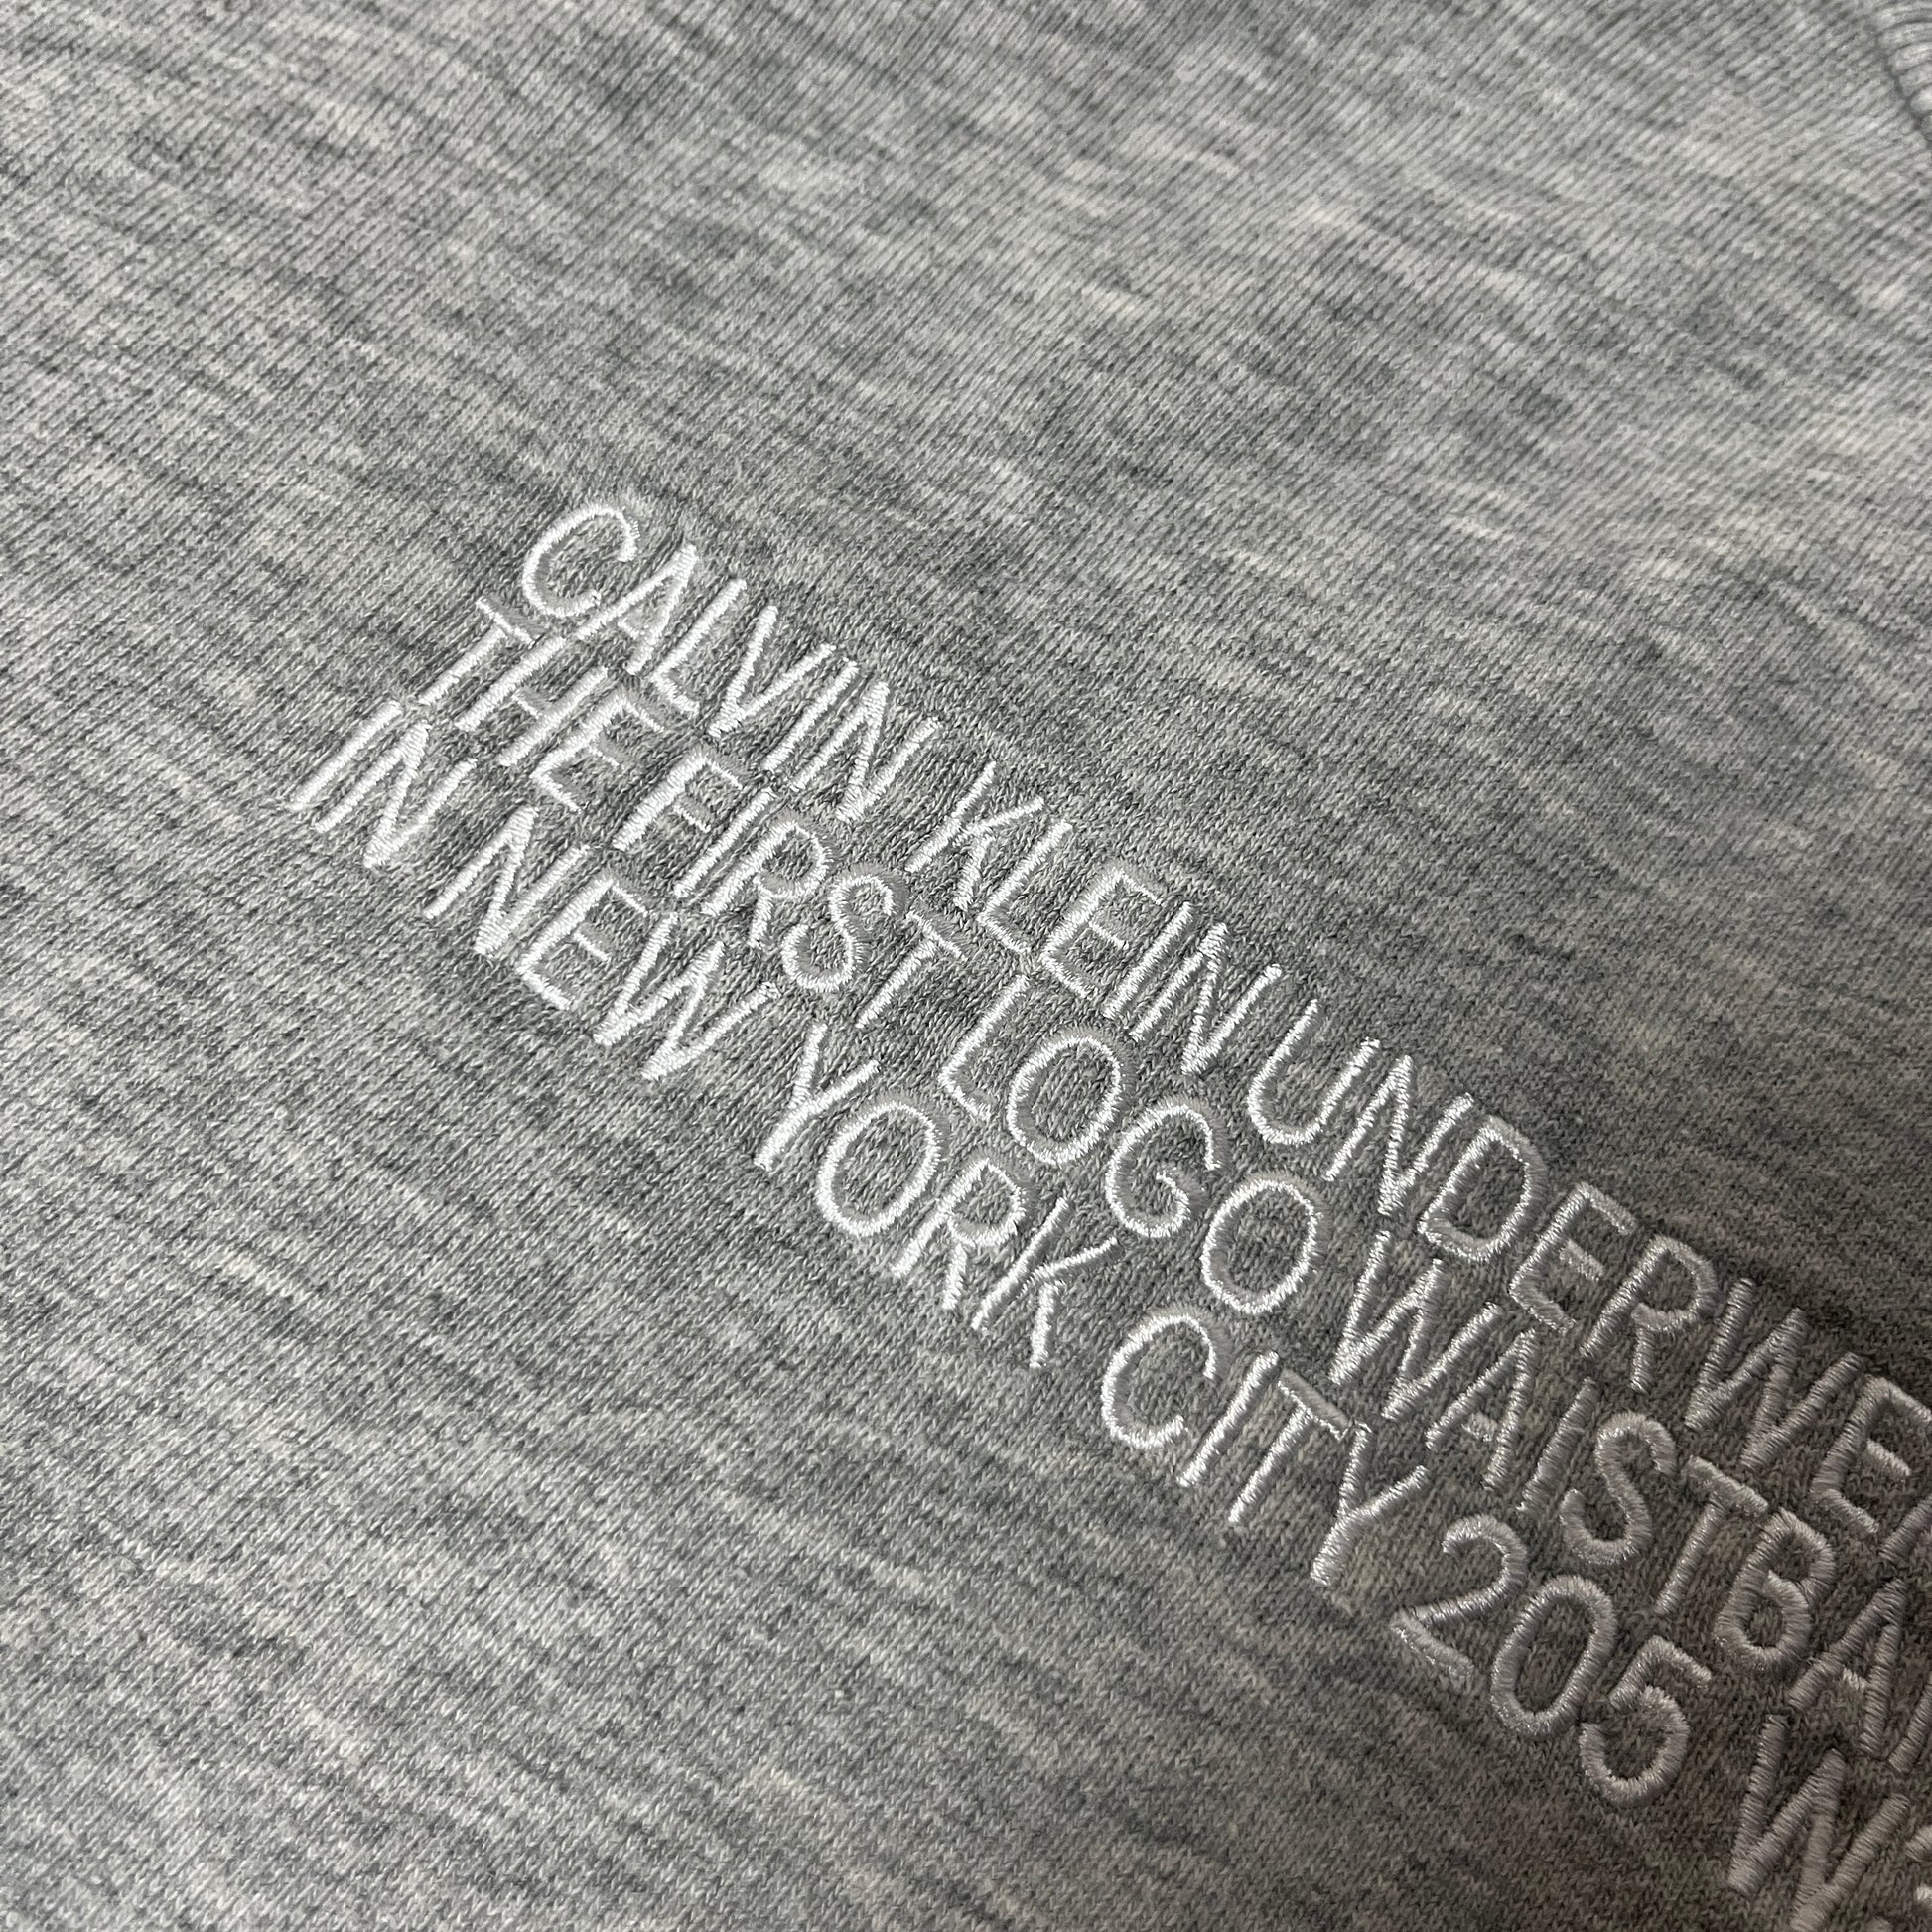 CALVIN KLEIN UNDERWE
THE FIRST LOGO WAISTBA
IN NEW YORK CITY 205 W